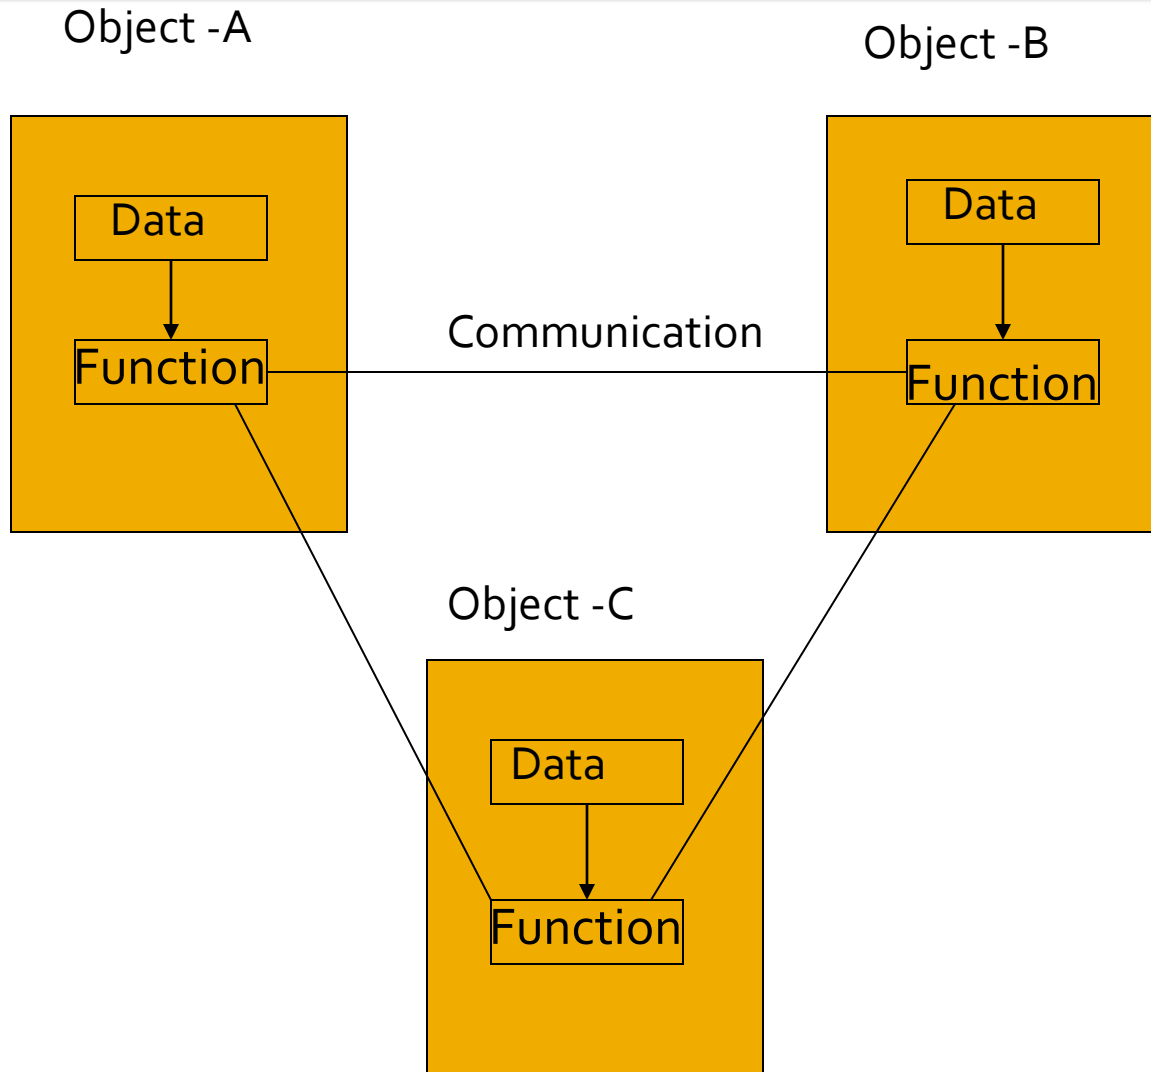 Object -A
Object -B
Data
Data
Communication
Function
Function
Object -C
Data
Function